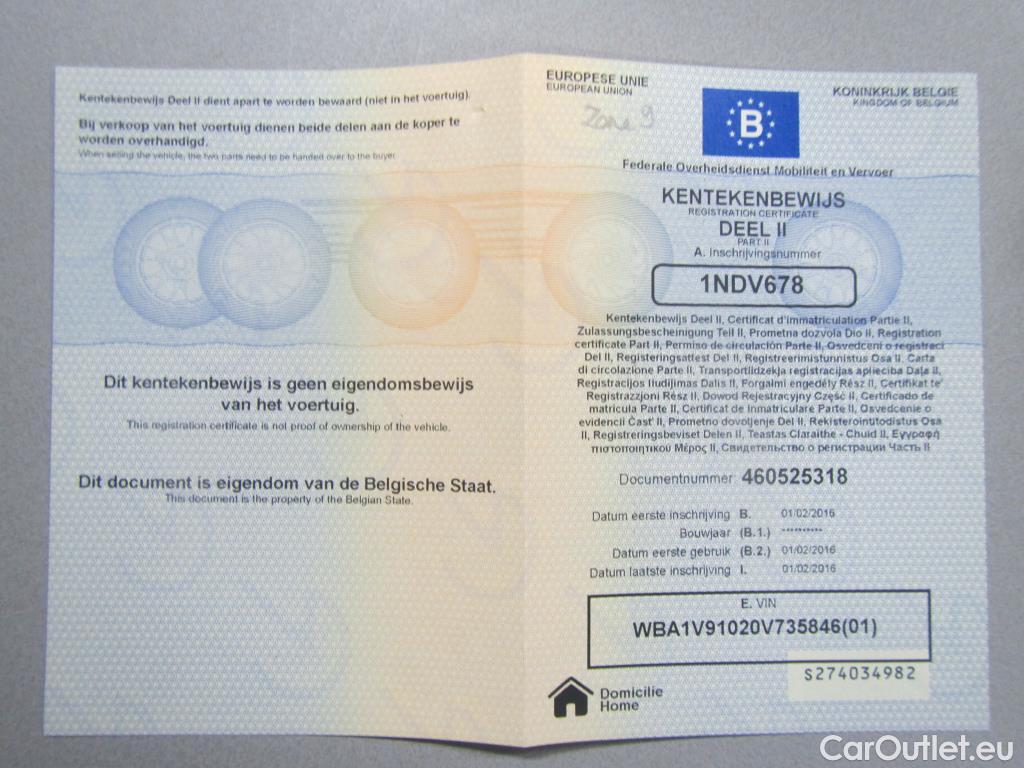 Kentekenbewijs Deel II dient apart te worden bewaard (niet in het voertuig).
Bij verkoop van het voertuig dienen beide delen aan de koper te
worden overhandigd.
When selling the vehicle, the two parts need to be handed over to the buyer.
Dit kentekenbewijs is geen eigendomsbewijs
van het voertuig.
This registration certificate is not proof of ownership of the vehicle.
Dit document is eigendom van de Belgische Staat.
This document is the property of the Belgian State.
EUROPESE UNIE
EUROPEAN UNION
Zone 9
B
KONINKRIJK BELGIE
KINGDOM OF BELGIUM
Federale Overheidsdienst Mobiliteit en Vervoer
KENTEKENBEWIJS
REGISTRATION CERTIFICATE
DEEL II
PART II
A. Inschrijvingsnummer
1NDV678
Kentekenbewijs Deel II, Certificat d'immatriculation Partie II,
Zulassungsbescheinigung Teil II, Prometna dozvola Dio II, Registration
certificate Part II, Permiso de circulación Parte II, Osvedceni o registraci
Del II, Registeringsattest Del II, Registreerimistunnistus Osa II, Carta
di circolazione Parte II, Transportlidzekja registracijas aplieciba Daļa II,
Registracijos liudijimas Dalis II, Forgalmi engedély Rész II, Certifikat ta'
Registrazzjoni Rész II, Dowod Rejestracyjny Część II, Certificado de
matricula Parte II, Certificat de Inmatriculare Parte II, Osvedcenie o
evidencii Čast' II, Prometno dovoljenje Del II, Rekisterointitodistus Osa
II, Registreringsbeviset Delen II, Teastas Claraithe - Chuid II, Εγγραφή
πιστοποιητικού Μέρος II, Свидетельство о регистрации Часть II
Documentnummer 460525318
Datum eerste inschrijving B. 01/02/2016
Bouwjaar (B.1.) **********
Datum eerste gebruik (B.2.) 01/02/2016
Datum laatste inschrijving I. 01/02/2016
E. VIN
WBA1V91020V735846(01)
S274034982
Domicilie
Home
CarOutlet.eu